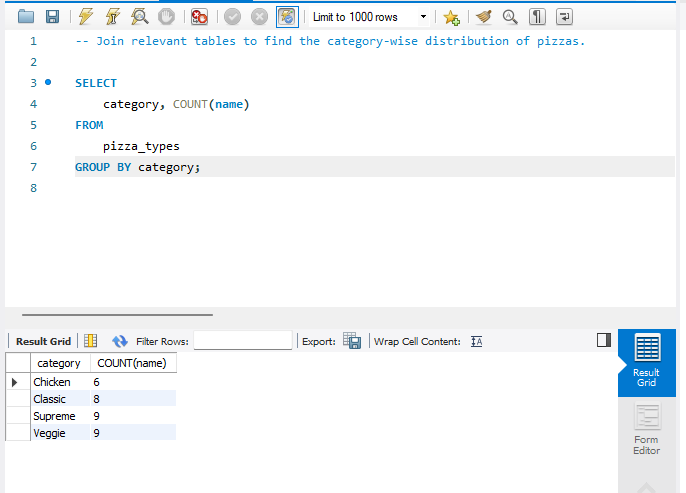 Limit to 1000 rows
1 -- Join relevant tables to find the category-wise distribution of pizzas.
2
3 SELECT
4 category, COUNT(name)
5 FROM
6 pizza_types
7 GROUP BY category;
8
Result Grid Filter Rows: Export: Wrap Cell Content: IA
category COUNT(name)
Chicken 6
Classic 8
Supreme 9
Veggie 9
Result
Grid
Form
Editor